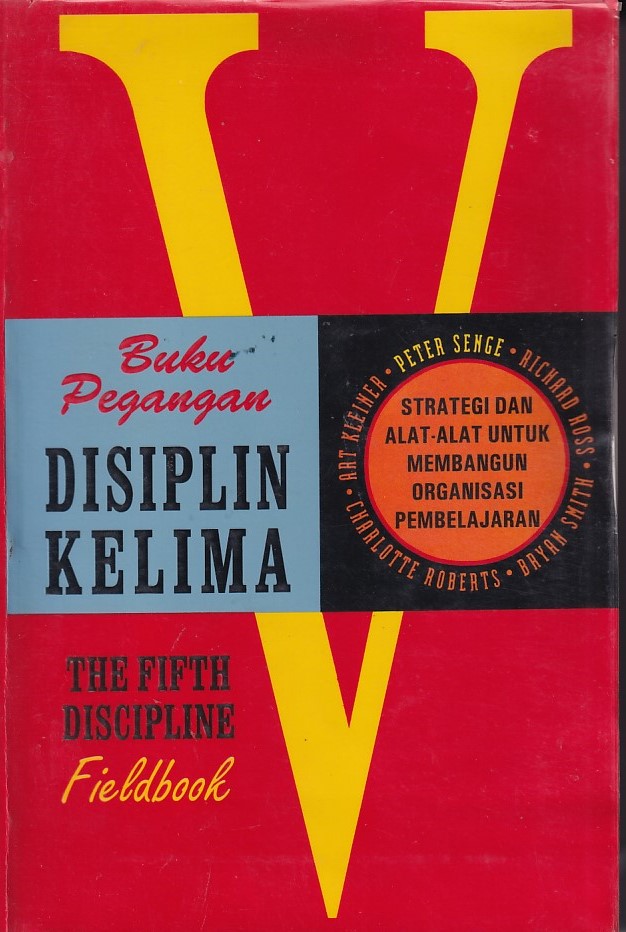 V
Buku
Pegangan
DISIPLIN
KELIMA
ART KLEINER • PETER SENGE • RICHARD ROSS • BRYAN SMITH • CHARLOTTE ROBERTS •
STRATEGI DAN
ALAT-ALAT UNTUK
MEMBANGUN
ORGANISASI
PEMBELAJARAN
THE FIFTH
DISCIPLINE
Fieldbook